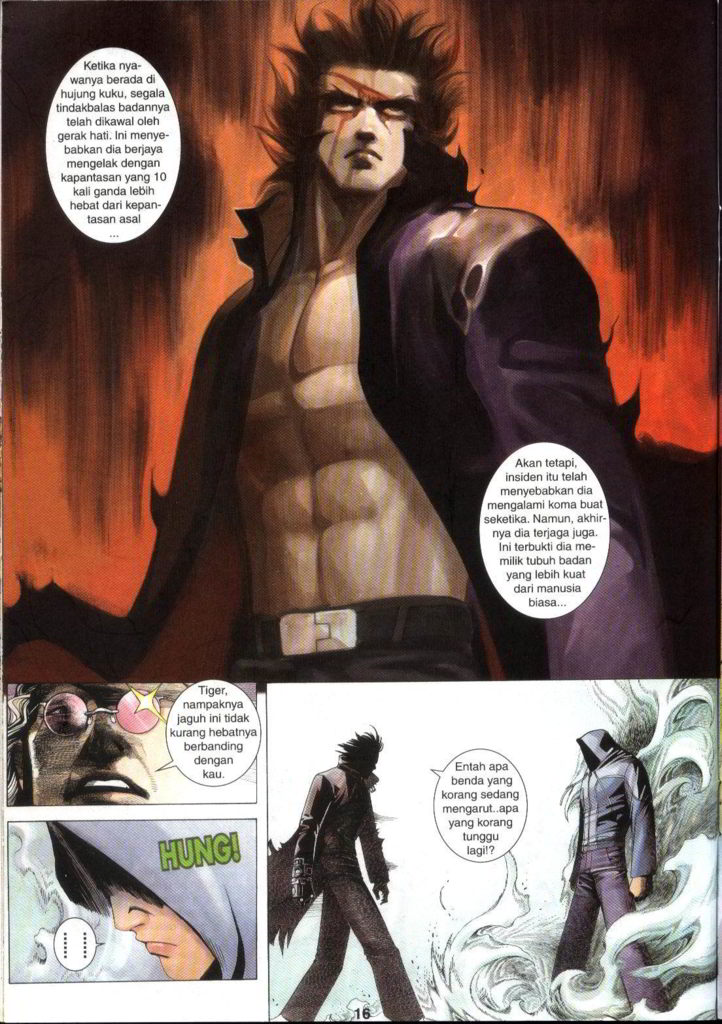 Ketika nya-
wanya berada di
hujung kuku, segala
tindakbalas badannya
telah dikawal oleh
gerak hati. Ini menye-
babkan dia berjaya
mengelak dengan
kapantasan yang 10
kali ganda lebih
hebat dari kepan-
tasan asal
...
Akan tetapi,
insiden itu telah
menyebabkan dia
mengalami koma buat
seketika. Namun, akhir-
nya dia terjaga juga.
Ini terbukti dia me-
milik tubuh badan
yang lebih kuat
dari manusia
biasa...
Tiger,
nampaknya
jaguh ini tidak
kurang hebatnya
berbanding
dengan
kau.
HUNG!
Entah apa
benda yang
korang sedang
mengarut..apa
yang korang
tunggu
lagi!?
16